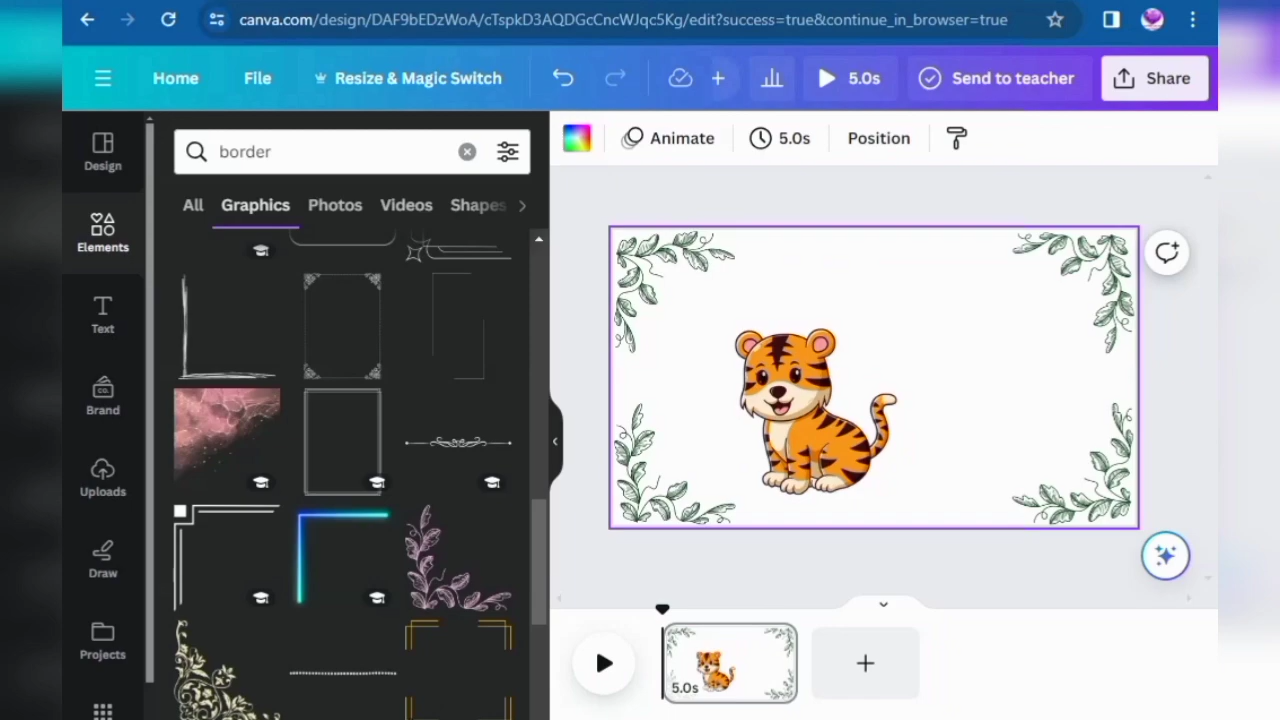 canva.com/design/DAF9bEDzWoA/cTspkD3AQDGcCncWJqc5Kg/edit?success=true&continue_in_browser=true
Home File Resize & Magic Switch 5.0s Send to teacher Share
Design
Elements
Text
Brand
Uploads
Draw
Projects
border
All Graphics Photos Videos Shapes
Animate 5.0s Position
5.0s